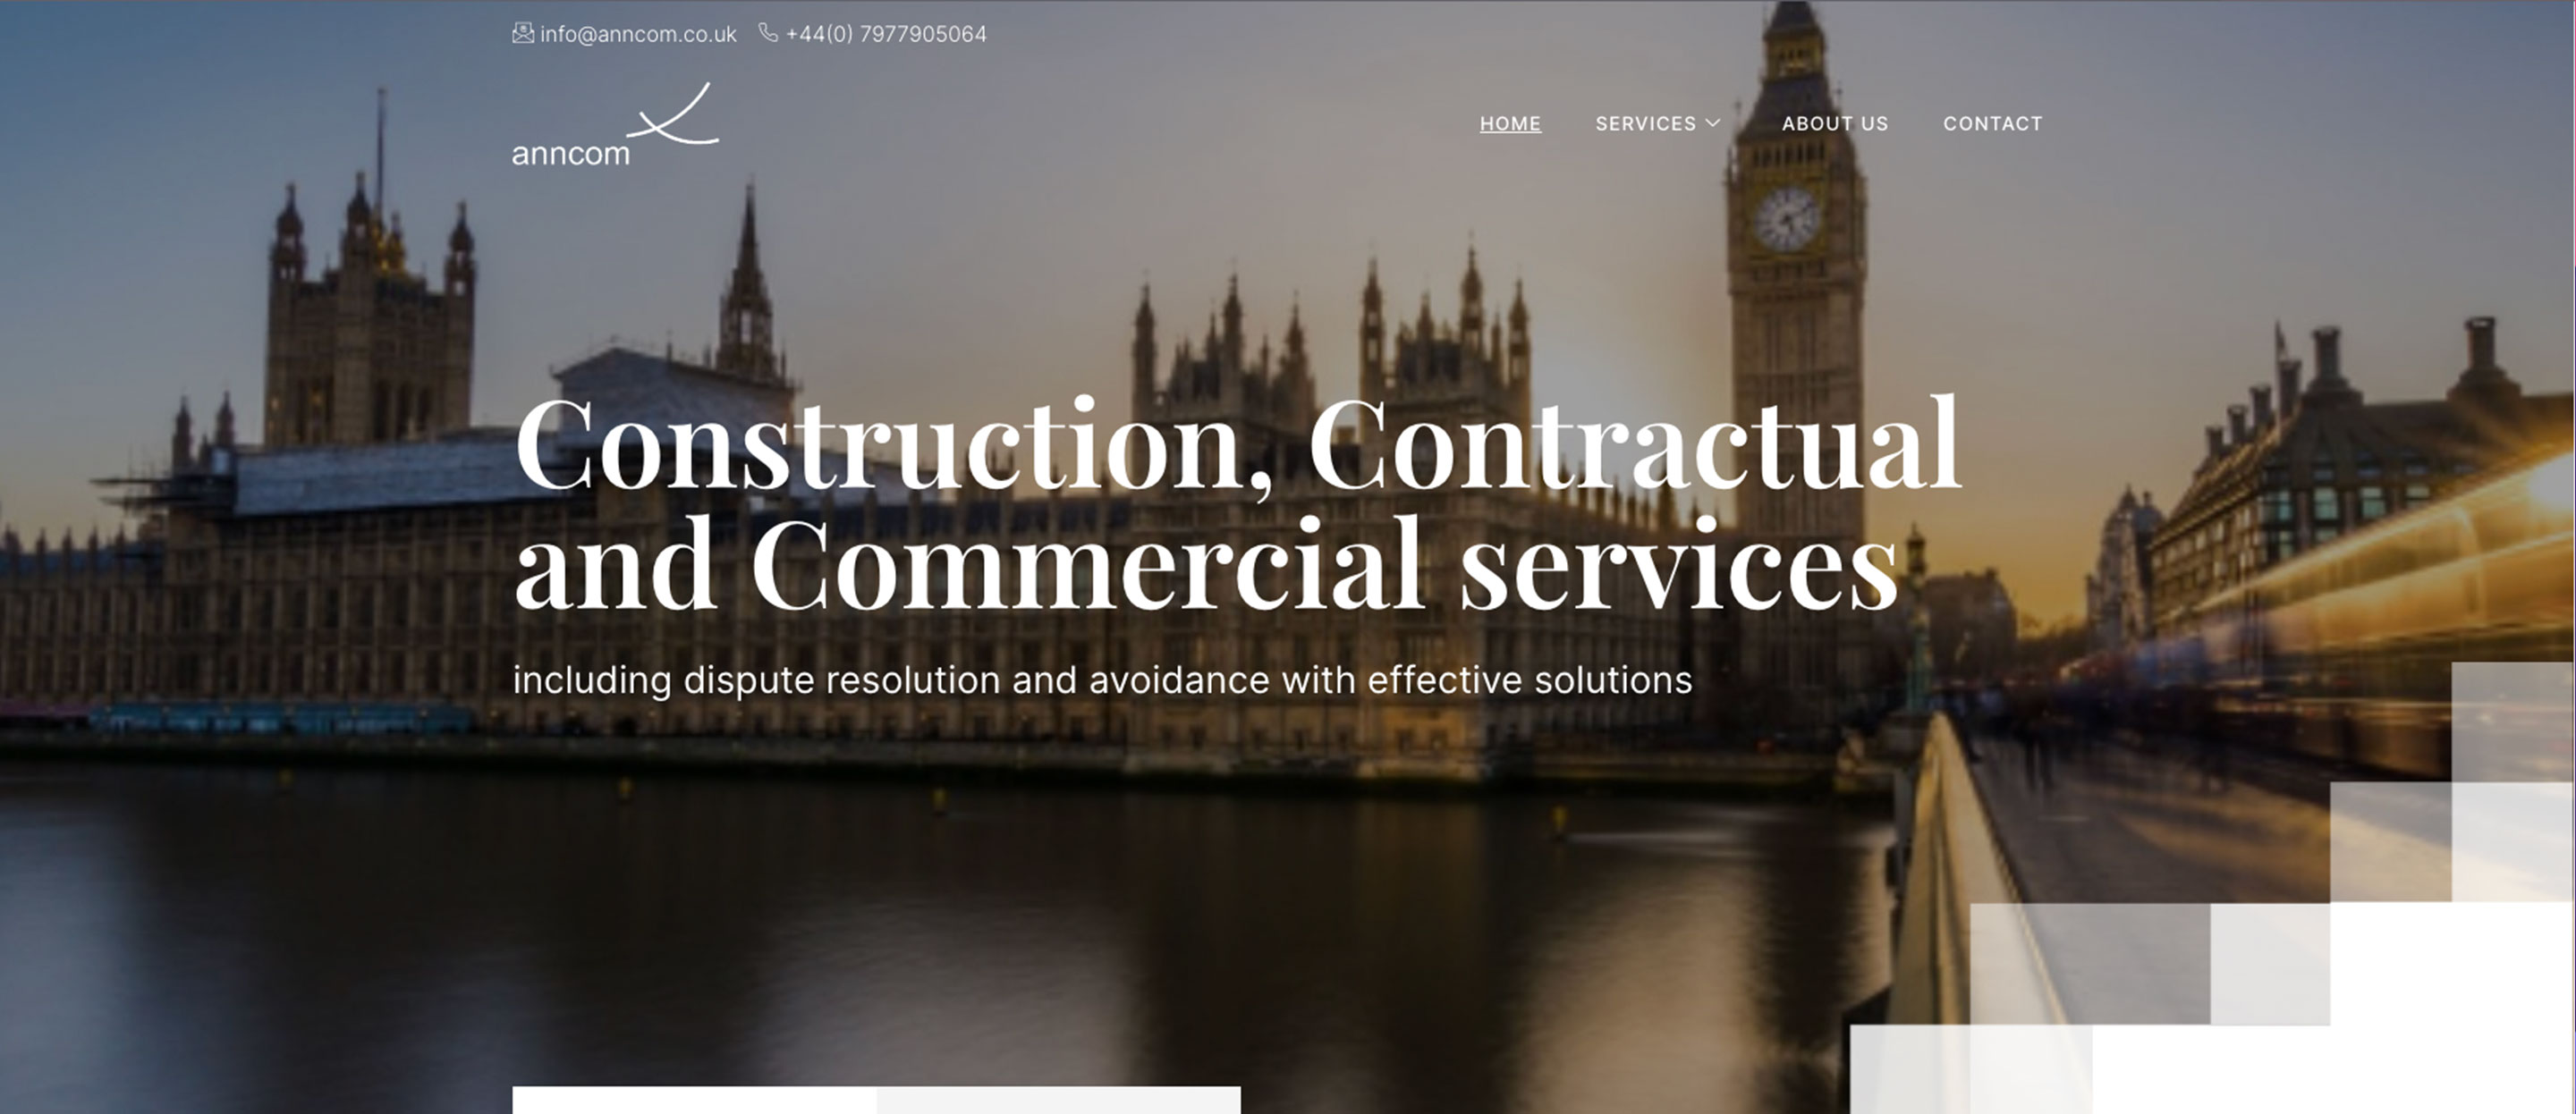 info@anncom.co.uk +44(0) 7977905064
anncom
HOME SERVICES ABOUT US CONTACT
Construction, Contractual
and Commercial services
including dispute resolution and avoidance with effective solutions